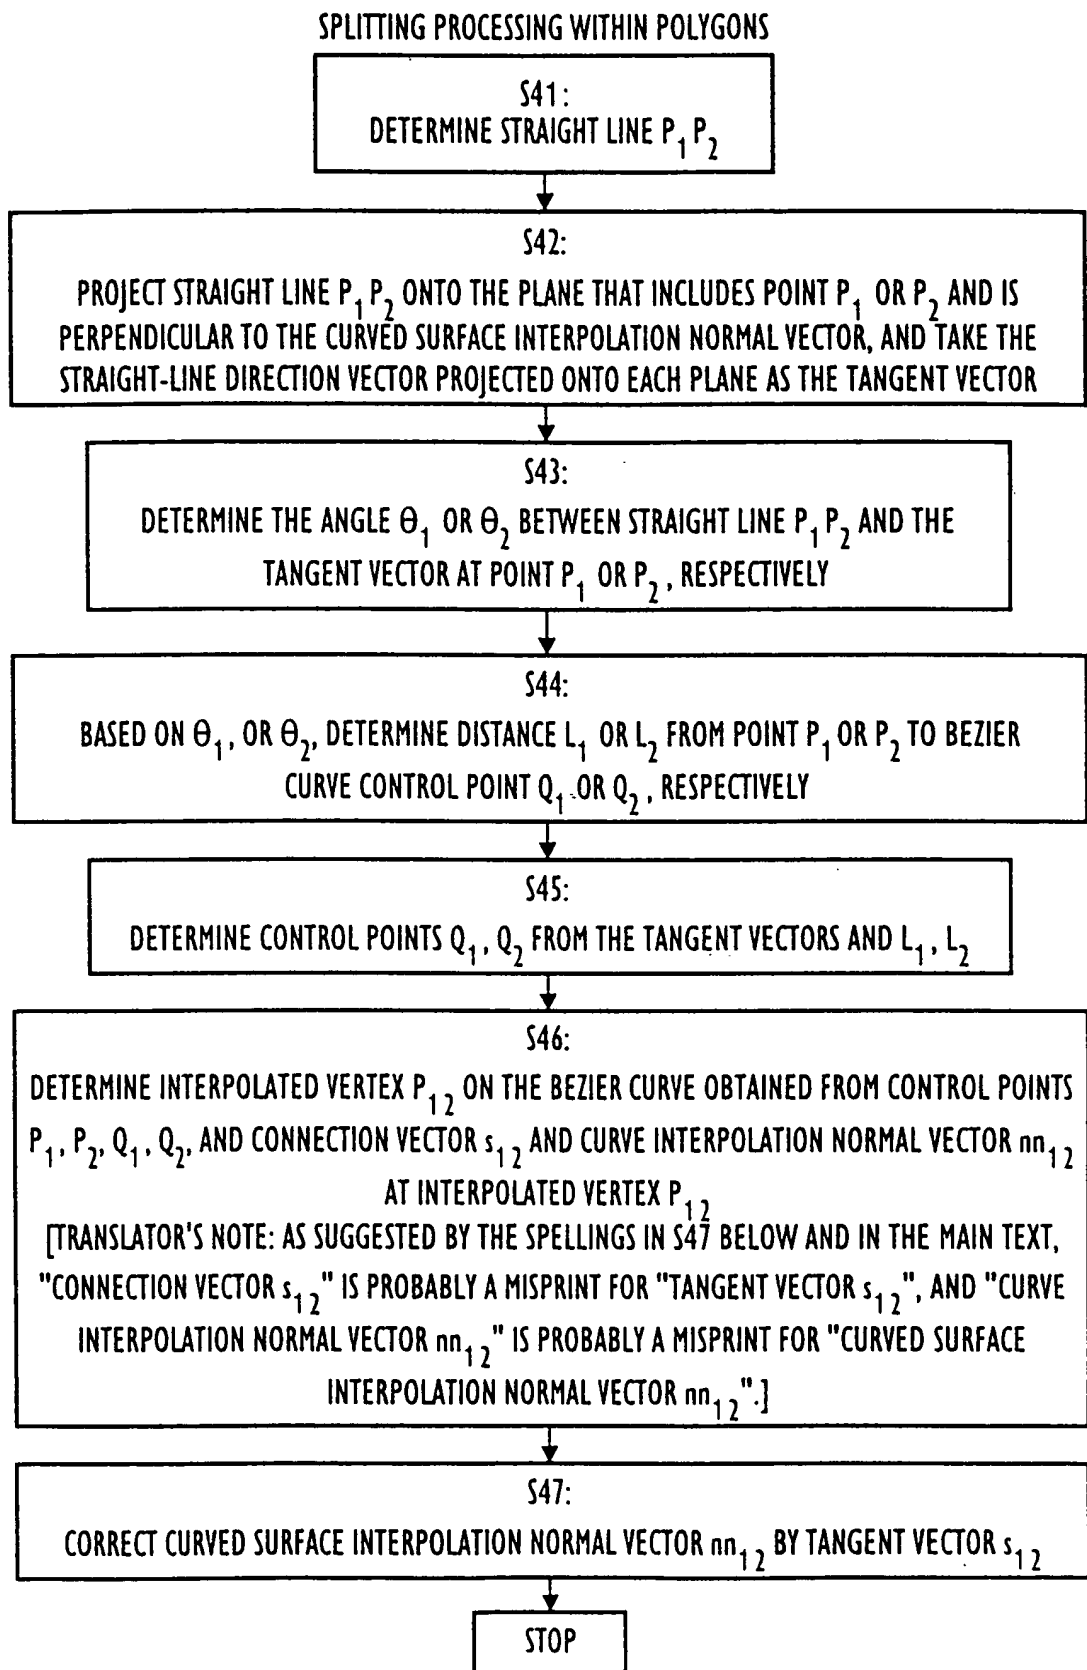 SPLITTING PROCESSING WITHIN POLYGONS
S41:
DETERMINE STRAIGHT LINE P₁ P₂
S42:
PROJECT STRAIGHT LINE P₁ P₂ ONTO THE PLANE THAT INCLUDES POINT P₁ OR P₂ AND IS
PERPENDICULAR TO THE CURVED SURFACE INTERPOLATION NORMAL VECTOR, AND TAKE THE
STRAIGHT-LINE DIRECTION VECTOR PROJECTED ONTO EACH PLANE AS THE TANGENT VECTOR
S43:
DETERMINE THE ANGLE θ₁ OR θ₂ BETWEEN STRAIGHT LINE P₁ P₂ AND THE
TANGENT VECTOR AT POINT P₁ OR P₂, RESPECTIVELY
S44:
BASED ON θ₁, OR θ₂, DETERMINE DISTANCE L₁ OR L₂ FROM POINT P₁ OR P₂ TO BEZIER
CURVE CONTROL POINT Q₁ OR Q₂, RESPECTIVELY
S45:
DETERMINE CONTROL POINTS Q₁, Q₂ FROM THE TANGENT VECTORS AND L₁, L₂
S46:
DETERMINE INTERPOLATED VERTEX P₁₂ ON THE BEZIER CURVE OBTAINED FROM CONTROL POINTS
P₁, P₂, Q₁, Q₂, AND CONNECTION VECTOR s₁₂ AND CURVE INTERPOLATION NORMAL VECTOR nn₁₂
AT INTERPOLATED VERTEX P₁₂
[TRANSLATOR'S NOTE: AS SUGGESTED BY THE SPELLINGS IN S47 BELOW AND IN THE MAIN TEXT,
"CONNECTION VECTOR s₁₂" IS PROBABLY A MISPRINT FOR "TANGENT VECTOR s₁₂", AND "CURVE
INTERPOLATION NORMAL VECTOR nn₁₂" IS PROBABLY A MISPRINT FOR "CURVED SURFACE
INTERPOLATION NORMAL VECTOR nn₁₂".]
S47:
CORRECT CURVED SURFACE INTERPOLATION NORMAL VECTOR nn₁₂ BY TANGENT VECTOR s₁₂
STOP